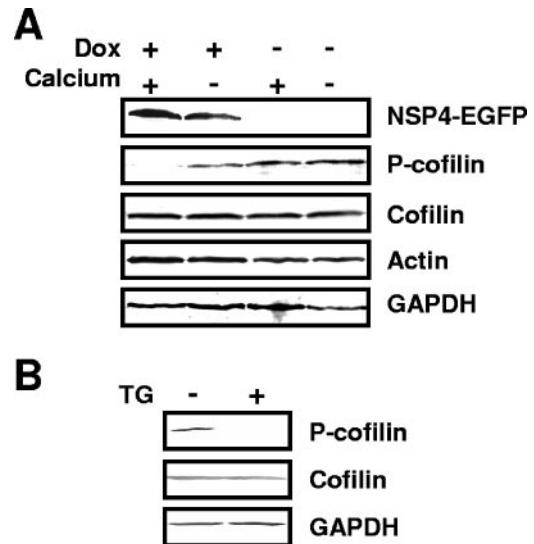 A
Dox + + - -
Calcium + - + -
NSP4-EGFP
P-cofilin
Cofilin
Actin
GAPDH
B
TG - +
P-cofilin
Cofilin
GAPDH